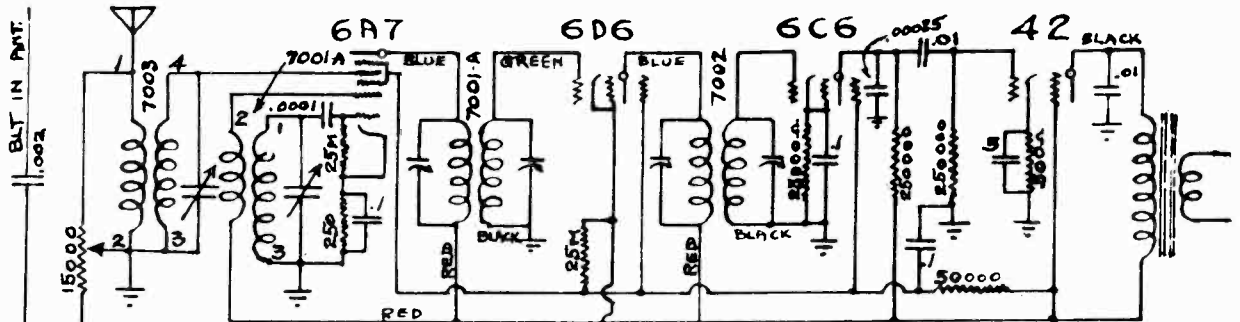 BLT IN ANT.
.002
15000
1
7003
4
2
3
6A7
7001-A
2
1
.0001
25M
250
.1
3
BLUE
7001-A
GREEN
BLACK
RED
RED
6D6
BLUE
25M
7002
RED
BLACK
6C6
25000
.1
.00025
.01
250000
250000
.1
50000
42
.5
500
BLACK
.01